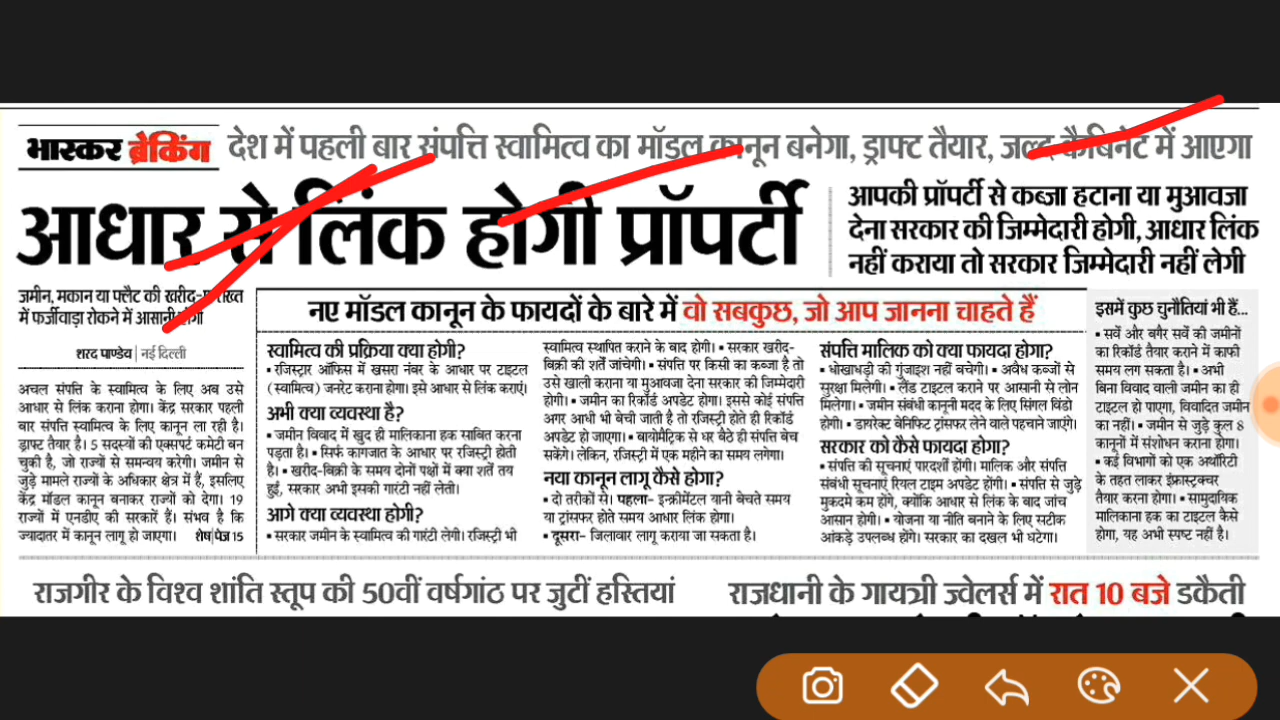 भास्कर ब्रेकिंग
देश में पहली बार संपत्ति स्वामित्व का मॉडल कानून बनेगा, ड्राफ्ट तैयार, जल्द कैबिनेट में आएगा
आधार से लिंक होगी प्रॉपर्टी
आपकी प्रॉपर्टी से कब्जा हटाना या मुआवजा
देना सरकार की जिम्मेदारी होगी, आधार लिंक
नहीं कराया तो सरकार जिम्मेदारी नहीं लेगी
जमीन, मकान या फ्लैट की खरीद-फरोख्त
में फर्जीवाड़ा रोकने में आसानी होगी
शरद पाण्डेय | नई दिल्ली
अचल संपत्ति के स्वामित्व के लिए अब उसे
आधार से लिंक कराना होगा। केंद्र सरकार पहली
बार संपत्ति स्वामित्व के लिए कानून ला रही है।
ड्राफ्ट तैयार है। 5 सदस्यों की एक्सपर्ट कमेटी बन
चुकी है, जो राज्यों से समन्वय करेगी। जमीन से
जुड़े मामले राज्यों के अधिकार क्षेत्र में हैं, इसलिए
केंद्र मॉडल कानून बनाकर राज्यों को देगा। 19
राज्यों में एनडीए की सरकारें हैं। संभव है कि
ज्यादातर में कानून लागू हो जाएगा। शेष|पेज 15
नए मॉडल कानून के फायदों के बारे में वो सबकुछ, जो आप जानना चाहते हैं
स्वामित्व की प्रक्रिया क्या होगी?
▪ रजिस्ट्रार ऑफिस में खसरा नंबर के आधार पर टाइटल
(स्वामित्व) जनरेट कराना होगा। इसे आधार से लिंक कराएं।
अभी क्या व्यवस्था है?
▪ जमीन विवाद में खुद ही मालिकाना हक साबित करना
पड़ता है। ▪ सिर्फ कागजात के आधार पर रजिस्ट्री होती
है। ▪ खरीद-बिक्री के समय दोनों पक्षों में क्या शर्तें तय
हुईं, सरकार अभी इसकी गारंटी नहीं लेती।
आगे क्या व्यवस्था होगी?
▪ सरकार जमीन के स्वामित्व की गारंटी लेगी। रजिस्ट्री भी
स्वामित्व स्थापित कराने के बाद होगी। ▪ सरकार खरीद-
बिक्री की शर्तें जांचेगी। ▪ संपत्ति पर किसी का कब्जा है तो
उसे खाली कराना या मुआवजा देना सरकार की जिम्मेदारी
होगी। ▪ जमीन का रिकॉर्ड अपडेट होगा। इससे कोई संपत्ति
अगर आधी भी बेची जाती है तो रजिस्ट्री होते ही रिकॉर्ड
अपडेट हो जाएगा। ▪ बायोमैट्रिक से घर बैठे ही संपत्ति बेच
सकेंगे। लेकिन, रजिस्ट्री में एक महीने का समय लगेगा।
नया कानून लागू कैसे होगा?
▪ दो तरीकों से। पहला- इन्क्रीमेंटल यानी बेचते समय
या ट्रांसफर होते समय आधार लिंक होगा।
▪ दूसरा- जिलावार लागू कराया जा सकता है।
संपत्ति मालिक को क्या फायदा होगा?
▪ धोखाधड़ी की गुंजाइश नहीं बचेगी। ▪ अवैध कब्जों से
सुरक्षा मिलेगी। ▪ लैंड टाइटल कराने पर आसानी से लोन
मिलेगा। ▪ जमीन संबंधी कानूनी मदद के लिए सिंगल विंडो
होगी। ▪ डायरेक्ट बेनिफिट ट्रांसफर लेने वाले पहचाने जाएंगे।
सरकार को कैसे फायदा होगा?
▪ संपत्ति की सूचनाएं पारदर्शी होंगी। मालिक और संपत्ति
संबंधी सूचनाएं रियल टाइम अपडेट होंगी। ▪ संपत्ति से जुड़े
मुकदमे कम होंगे, क्योंकि आधार से लिंक के बाद जांच
आसान होगी। ▪ योजना या नीति बनाने के लिए सटीक
आंकड़े उपलब्ध होंगे। सरकार का दखल भी घटेगा।
इसमें कुछ चुनौतियां भी हैं...
▪ सर्वे और बगैर सर्वे की जमीनों
का रिकॉर्ड तैयार कराने में काफी
समय लग सकता है। ▪ अभी
बिना विवाद वाली जमीन का ही
टाइटल हो पाएगा, विवादित जमीन
का नहीं। ▪ जमीन से जुड़े कुल 8
कानूनों में संशोधन कराना होगा।
▪ कई विभागों को एक अथॉरिटी
के तहत लाकर इंफ्रास्ट्रक्चर
तैयार करना होगा। ▪ सामुदायिक
मालिकाना हक का टाइटल कैसे
होगा, यह अभी स्पष्ट नहीं है।
राजगीर के विश्व शांति स्तूप की 50वीं वर्षगांठ पर जुटीं हस्तियां
राजधानी के गायत्री ज्वेलर्स में रात 10 बजे डकैती